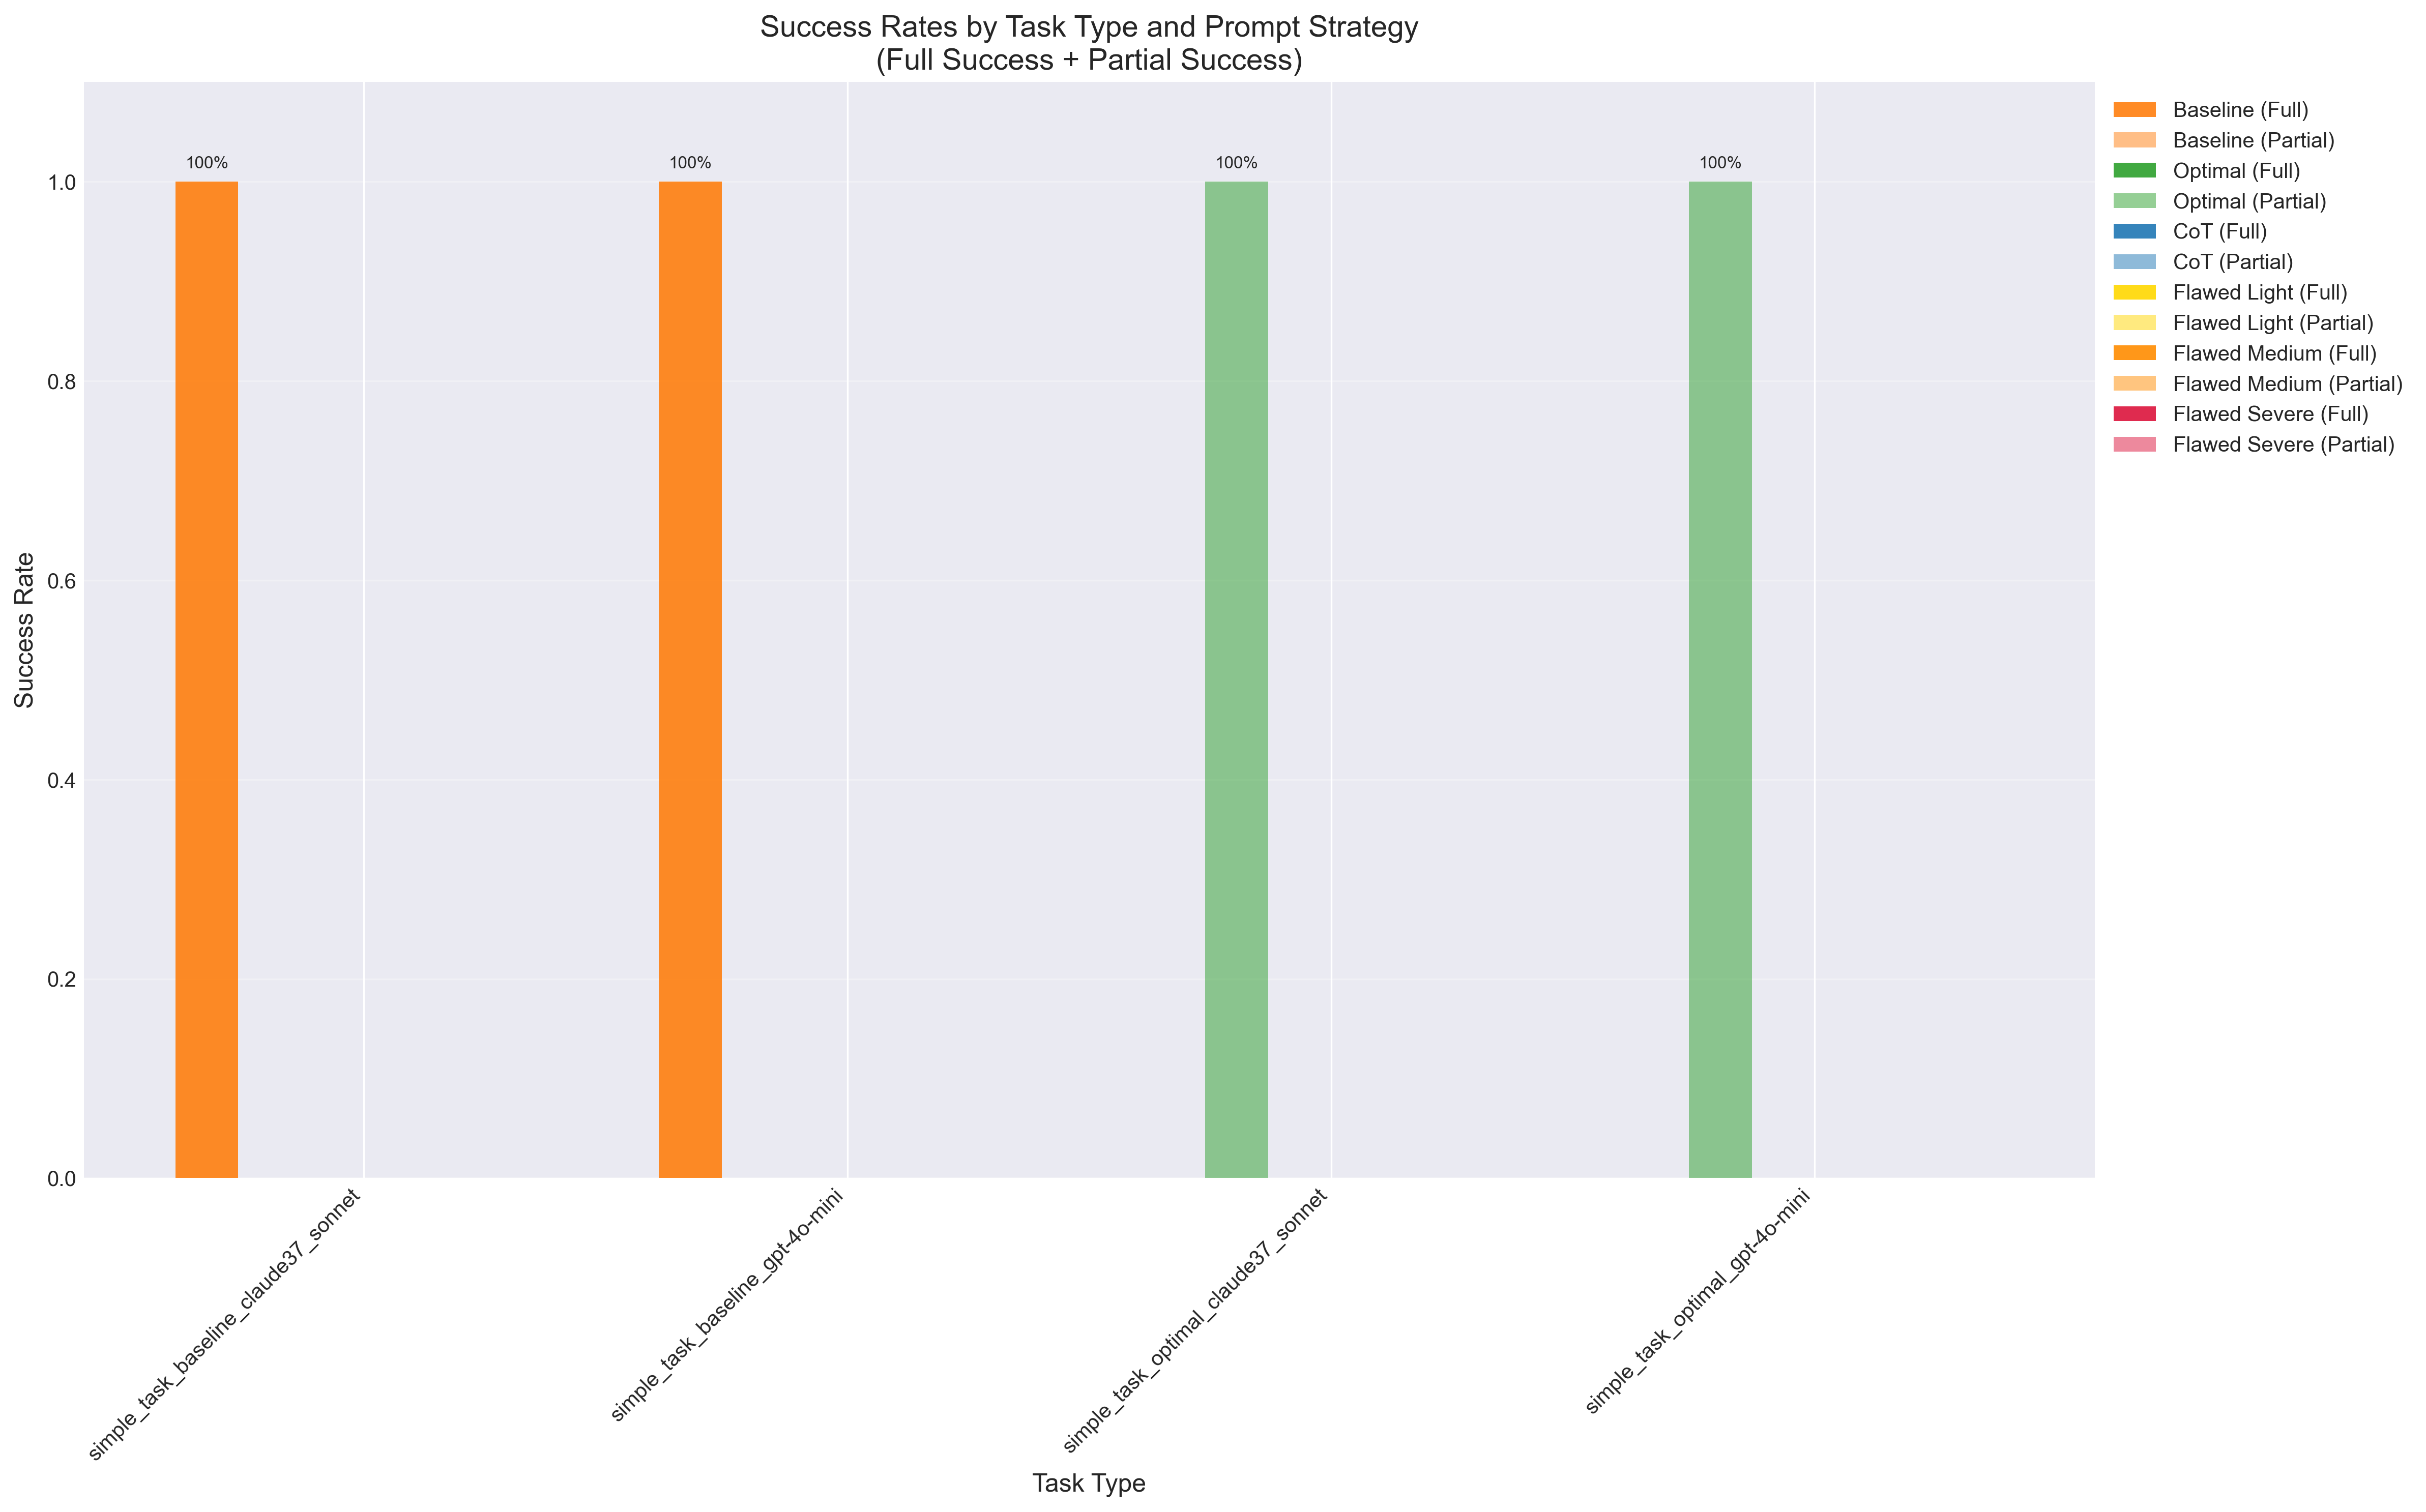 Success Rates by Task Type and Prompt Strategy
(Full Success + Partial Success)
Baseline (Full)
Baseline (Partial)
Optimal (Full)
Optimal (Partial)
CoT (Full)
CoT (Partial)
Flawed Light (Full)
Flawed Light (Partial)
Flawed Medium (Full)
Flawed Medium (Partial)
Flawed Severe (Full)
Flawed Severe (Partial)
100%
100%
100%
100%
1.0
0.8
0.6
0.4
0.2
0.0
Success Rate
simple_task_baseline_claude37_sonnet
simple_task_baseline_gpt-4o-mini
simple_task_optimal_claude37_sonnet
simple_task_optimal_gpt-4o-mini
Task Type